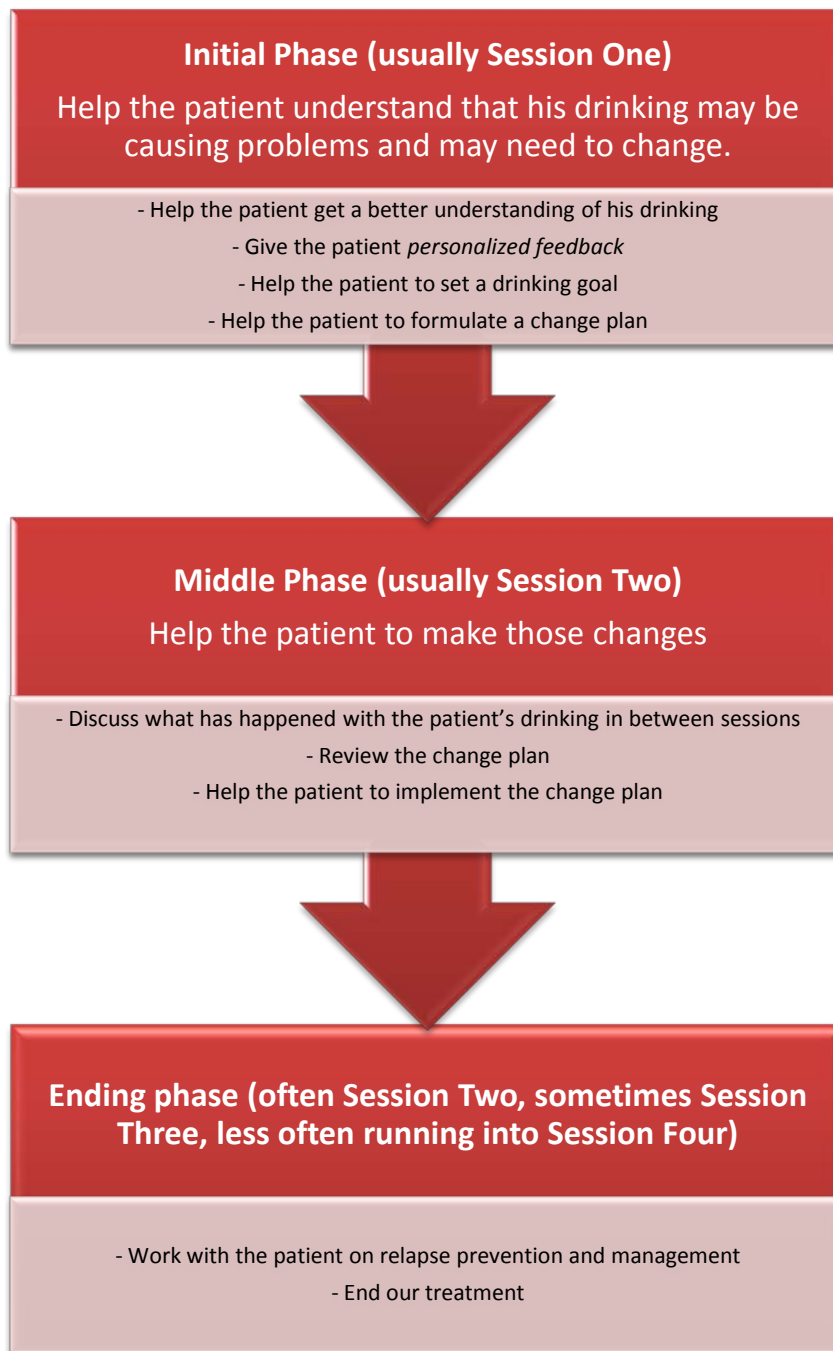 Initial Phase (usually Session One)
Help the patient understand that his drinking may be
causing problems and may need to change.
- Help the patient get a better understanding of his drinking
- Give the patient personalized feedback
- Help the patient to set a drinking goal
- Help the patient to formulate a change plan
Middle Phase (usually Session Two)
Help the patient to make those changes
- Discuss what has happened with the patient’s drinking in between sessions
- Review the change plan
- Help the patient to implement the change plan
Ending phase (often Session Two, sometimes Session
Three, less often running into Session Four)
- Work with the patient on relapse prevention and management
- End our treatment